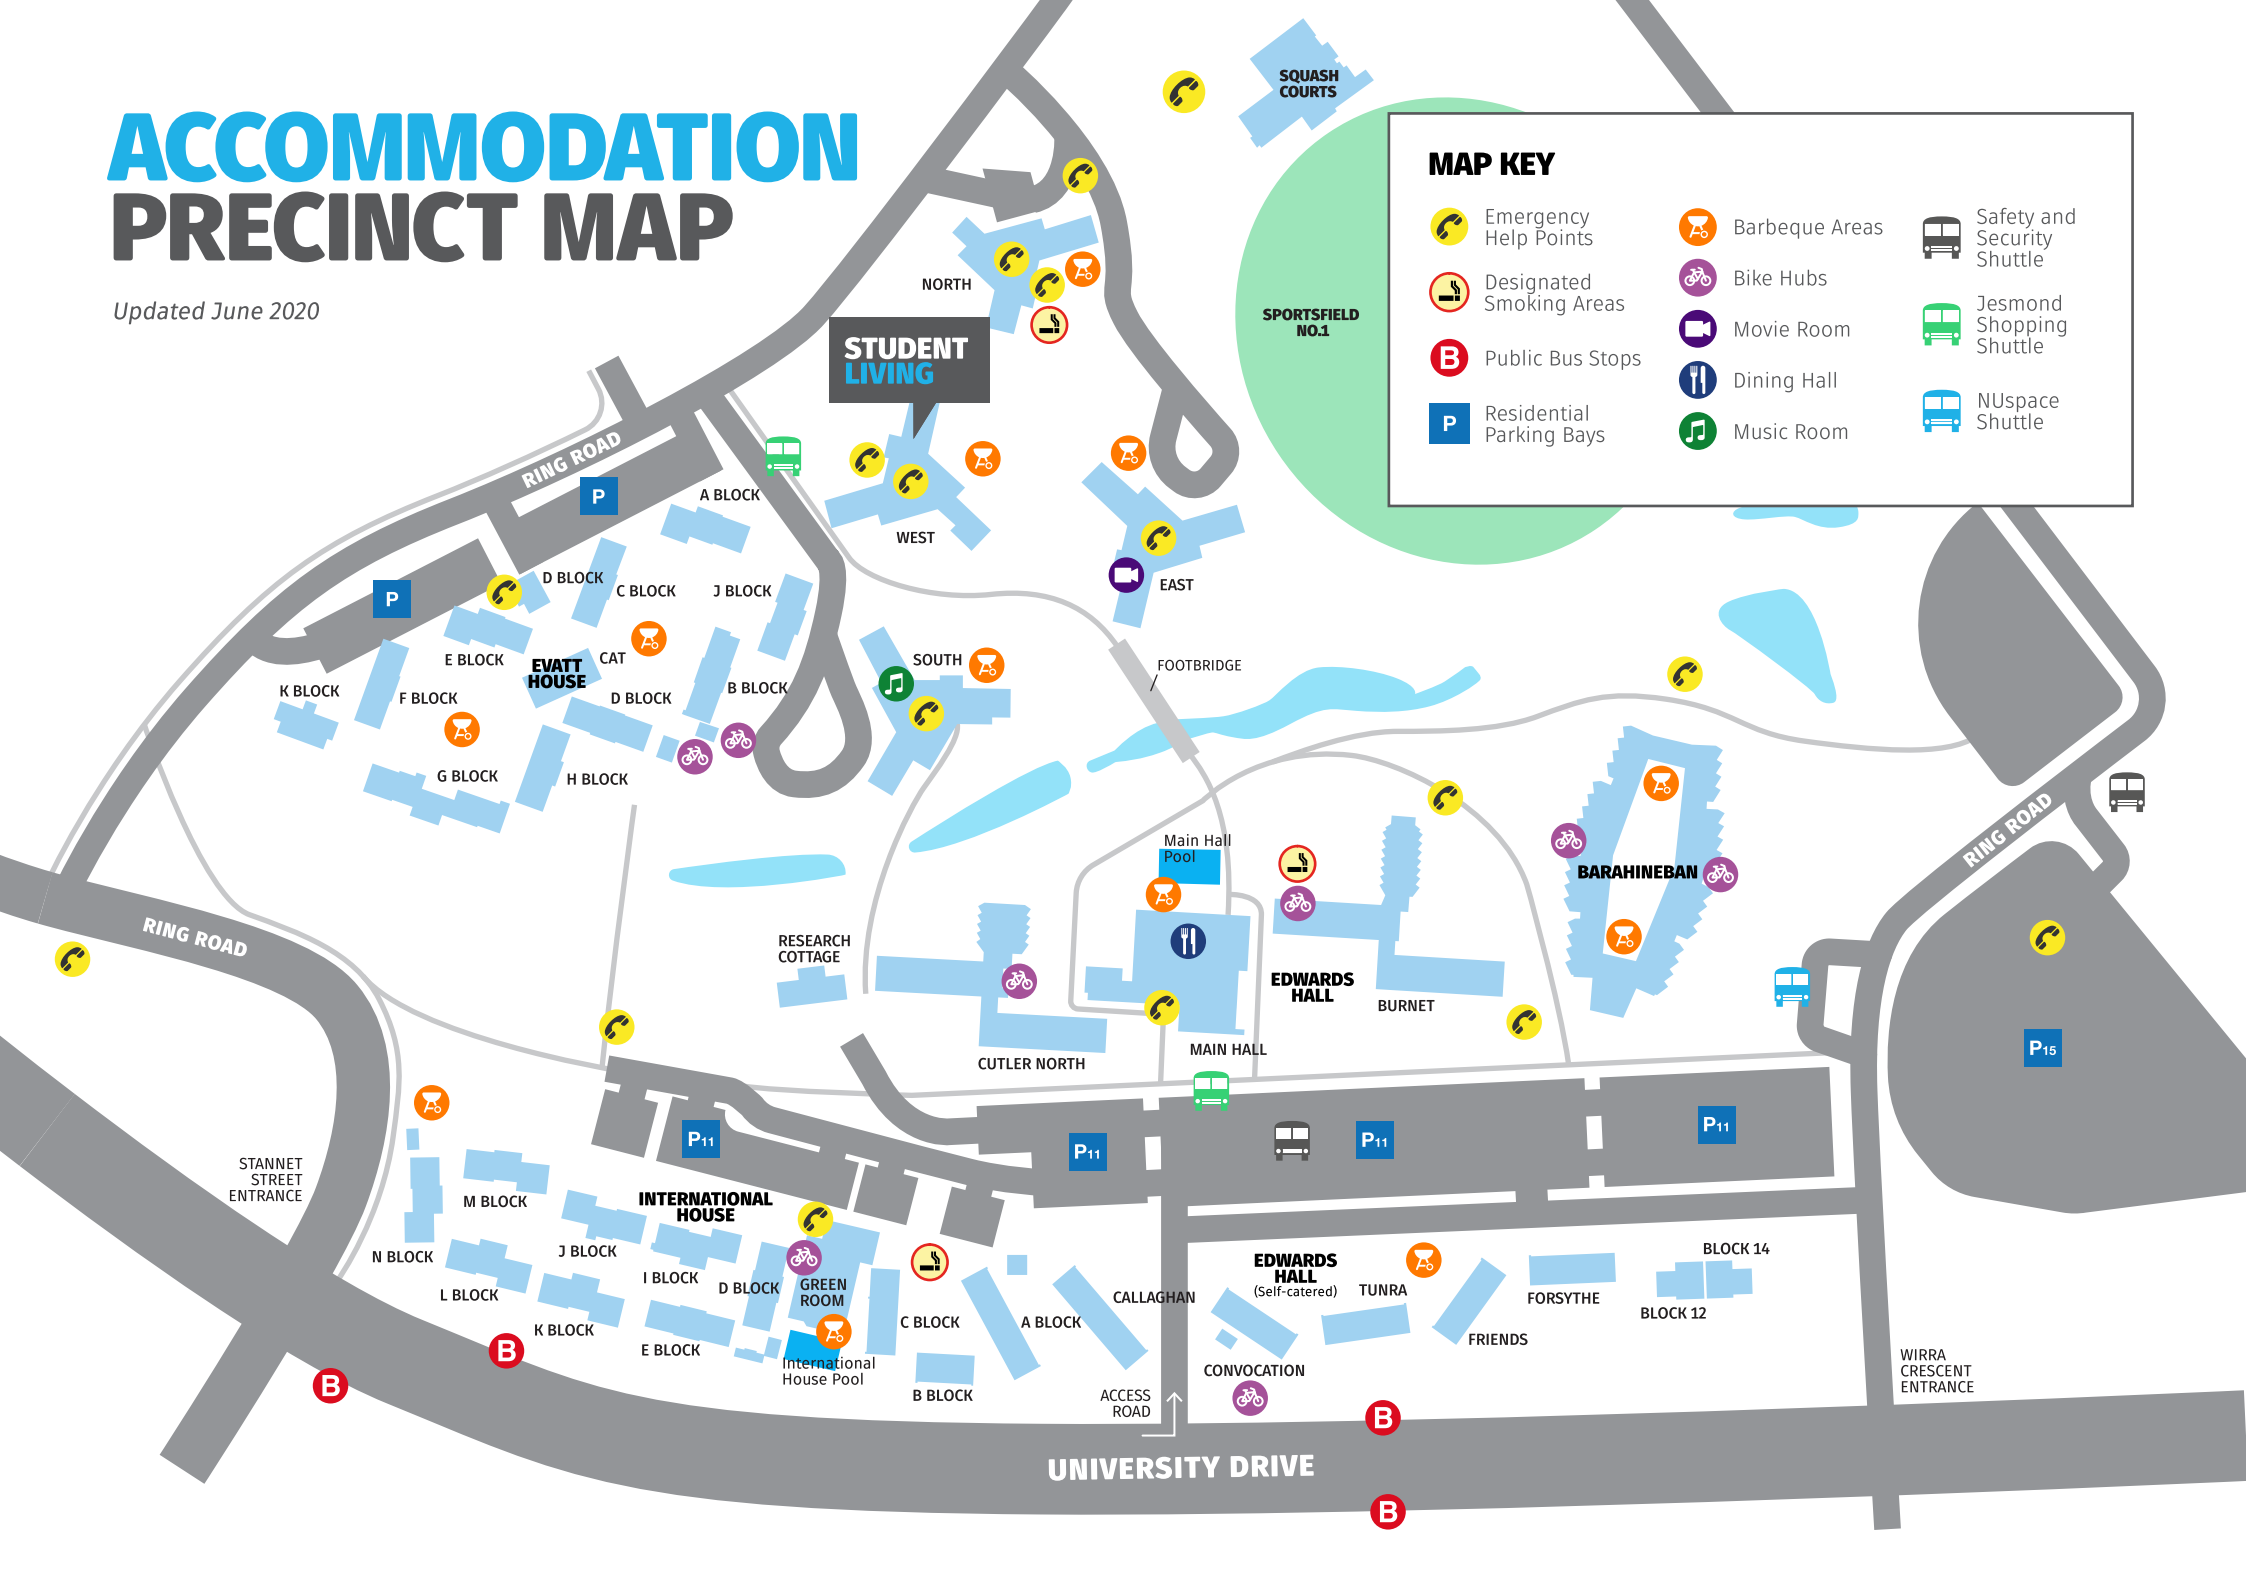 ACCOMMODATION
PRECINCT MAP
Updated June 2020
SQUASH
COURTS
SPORTSFIELD
NO.1
MAP KEY
Emergency
Help Points
Designated
Smoking Areas
B
Public Bus Stops
P
Residential
Parking Bays
Barbeque Areas
Bike Hubs
Movie Room
Dining Hall
Music Room
Safety and
Security
Shuttle
Jesmond
Shopping
Shuttle
NUspace
Shuttle
NORTH
STUDENT
LIVING
WEST
EAST
SOUTH
FOOTBRIDGE
RING ROAD
P
P
A BLOCK
D BLOCK
C BLOCK
J BLOCK
E BLOCK
EVATT
HOUSE
CAT
K BLOCK
F BLOCK
D BLOCK
B BLOCK
G BLOCK
H BLOCK
RING ROAD
RING ROAD
Main Hall
Pool
BARAHINEBAN
RESEARCH
COTTAGE
EDWARDS
HALL
BURNET
CUTLER NORTH
MAIN HALL
P15
P11
P11
P11
P11
STANNET
STREET
ENTRANCE
M BLOCK
INTERNATIONAL
HOUSE
N BLOCK
J BLOCK
I BLOCK
L BLOCK
D BLOCK
GREEN
ROOM
K BLOCK
E BLOCK
C BLOCK
A BLOCK
International
House Pool
B BLOCK
CALLAGHAN
EDWARDS
HALL
(Self-catered)
TUNRA
FORSYTHE
BLOCK 14
BLOCK 12
FRIENDS
CONVOCATION
ACCESS
ROAD
WIRRA
CRESCENT
ENTRANCE
B
B
B
B
UNIVERSITY DRIVE